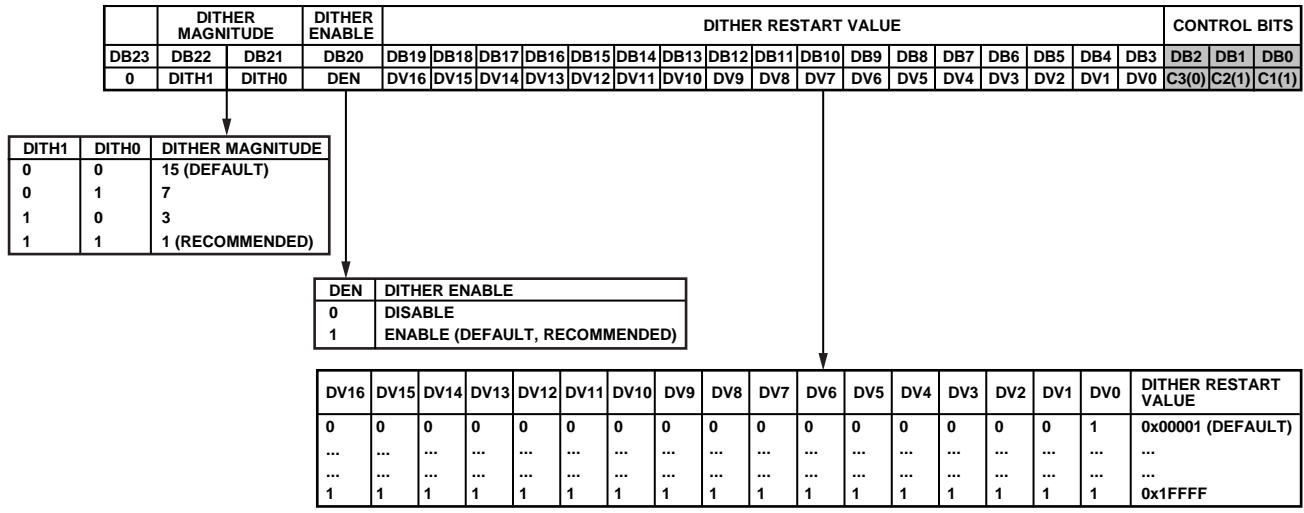 DITHER MAGNITUDE DITHER ENABLE DITHER RESTART VALUE CONTROL BITS
DB23 DB22 DB21 DB20 DB19 DB18 DB17 DB16 DB15 DB14 DB13 DB12 DB11 DB10 DB9 DB8 DB7 DB6 DB5 DB4 DB3 DB2 DB1 DB0
0 DITH1 DITH0 DEN DV16 DV15 DV14 DV13 DV12 DV11 DV10 DV9 DV8 DV7 DV6 DV5 DV4 DV3 DV2 DV1 DV0 C3(0) C2(1) C1(1)
DITH1 DITH0 DITHER MAGNITUDE
0 0 15 (DEFAULT)
0 1 7
1 0 3
1 1 1 (RECOMMENDED)
DEN DITHER ENABLE
0 DISABLE
1 ENABLE (DEFAULT, RECOMMENDED)
DV16 DV15 DV14 DV13 DV12 DV11 DV10 DV9 DV8 DV7 DV6 DV5 DV4 DV3 DV2 DV1 DV0 DITHER RESTART VALUE
0 0 0 0 0 0 0 0 0 0 0 0 0 0 0 0 1 0x00001 (DEFAULT)
... ... ... ... ... ... ... ... ... ... ... ... ... ... ... ... ... ...
... ... ... ... ... ... ... ... ... ... ... ... ... ... ... ... ... ...
1 1 1 1 1 1 1 1 1 1 1 1 1 1 1 1 1 0x1FFFF